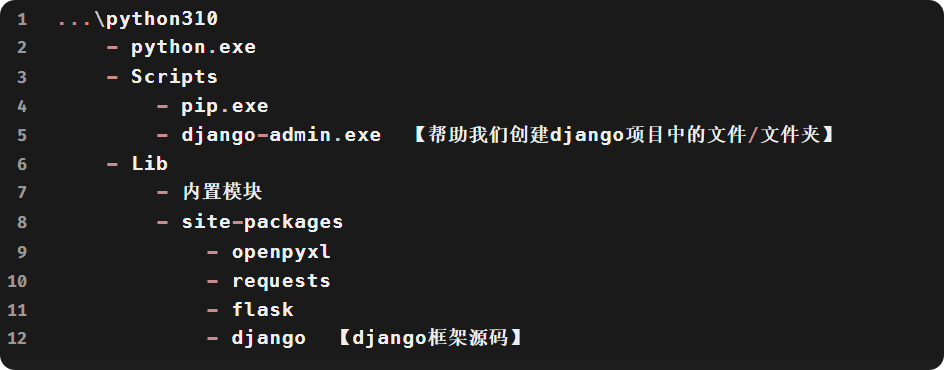 1 ...\python310
2 - python.exe
3 - Scripts
4 - pip.exe
5 - django-admin.exe 【帮助我们创建django项目中的文件/文件夹】
6 - Lib
7 - 内置模块
8 - site-packages
9 - openpyxl
10 - requests
11 - flask
12 - django 【django框架源码】